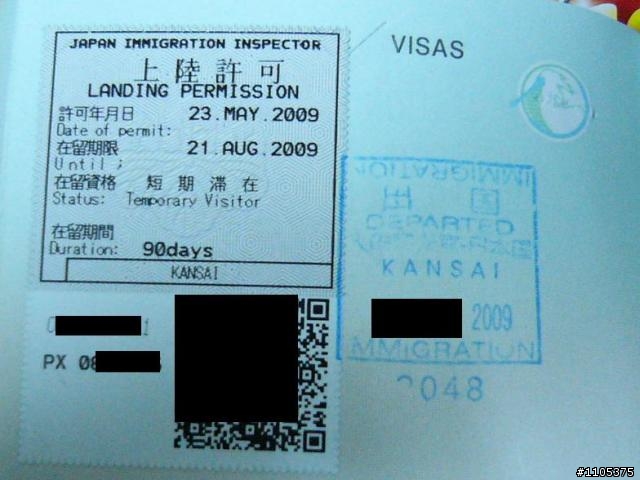 JAPAN IMMIGRATION INSPECTOR
上陸許可
LANDING PERMISSION
許可年月日 23.MAY.2009
Date of permit:
在留期限 21.AUG.2009
Until :
在留資格 短期滞在
Status: Temporary Visitor
在留期間
Duration: 90days
KANSAI
PX 08
VISAS
IMMIGRATION
出 国
DEPARTED
KANSAI
2009
IMMIGRATION
2048
#1105375